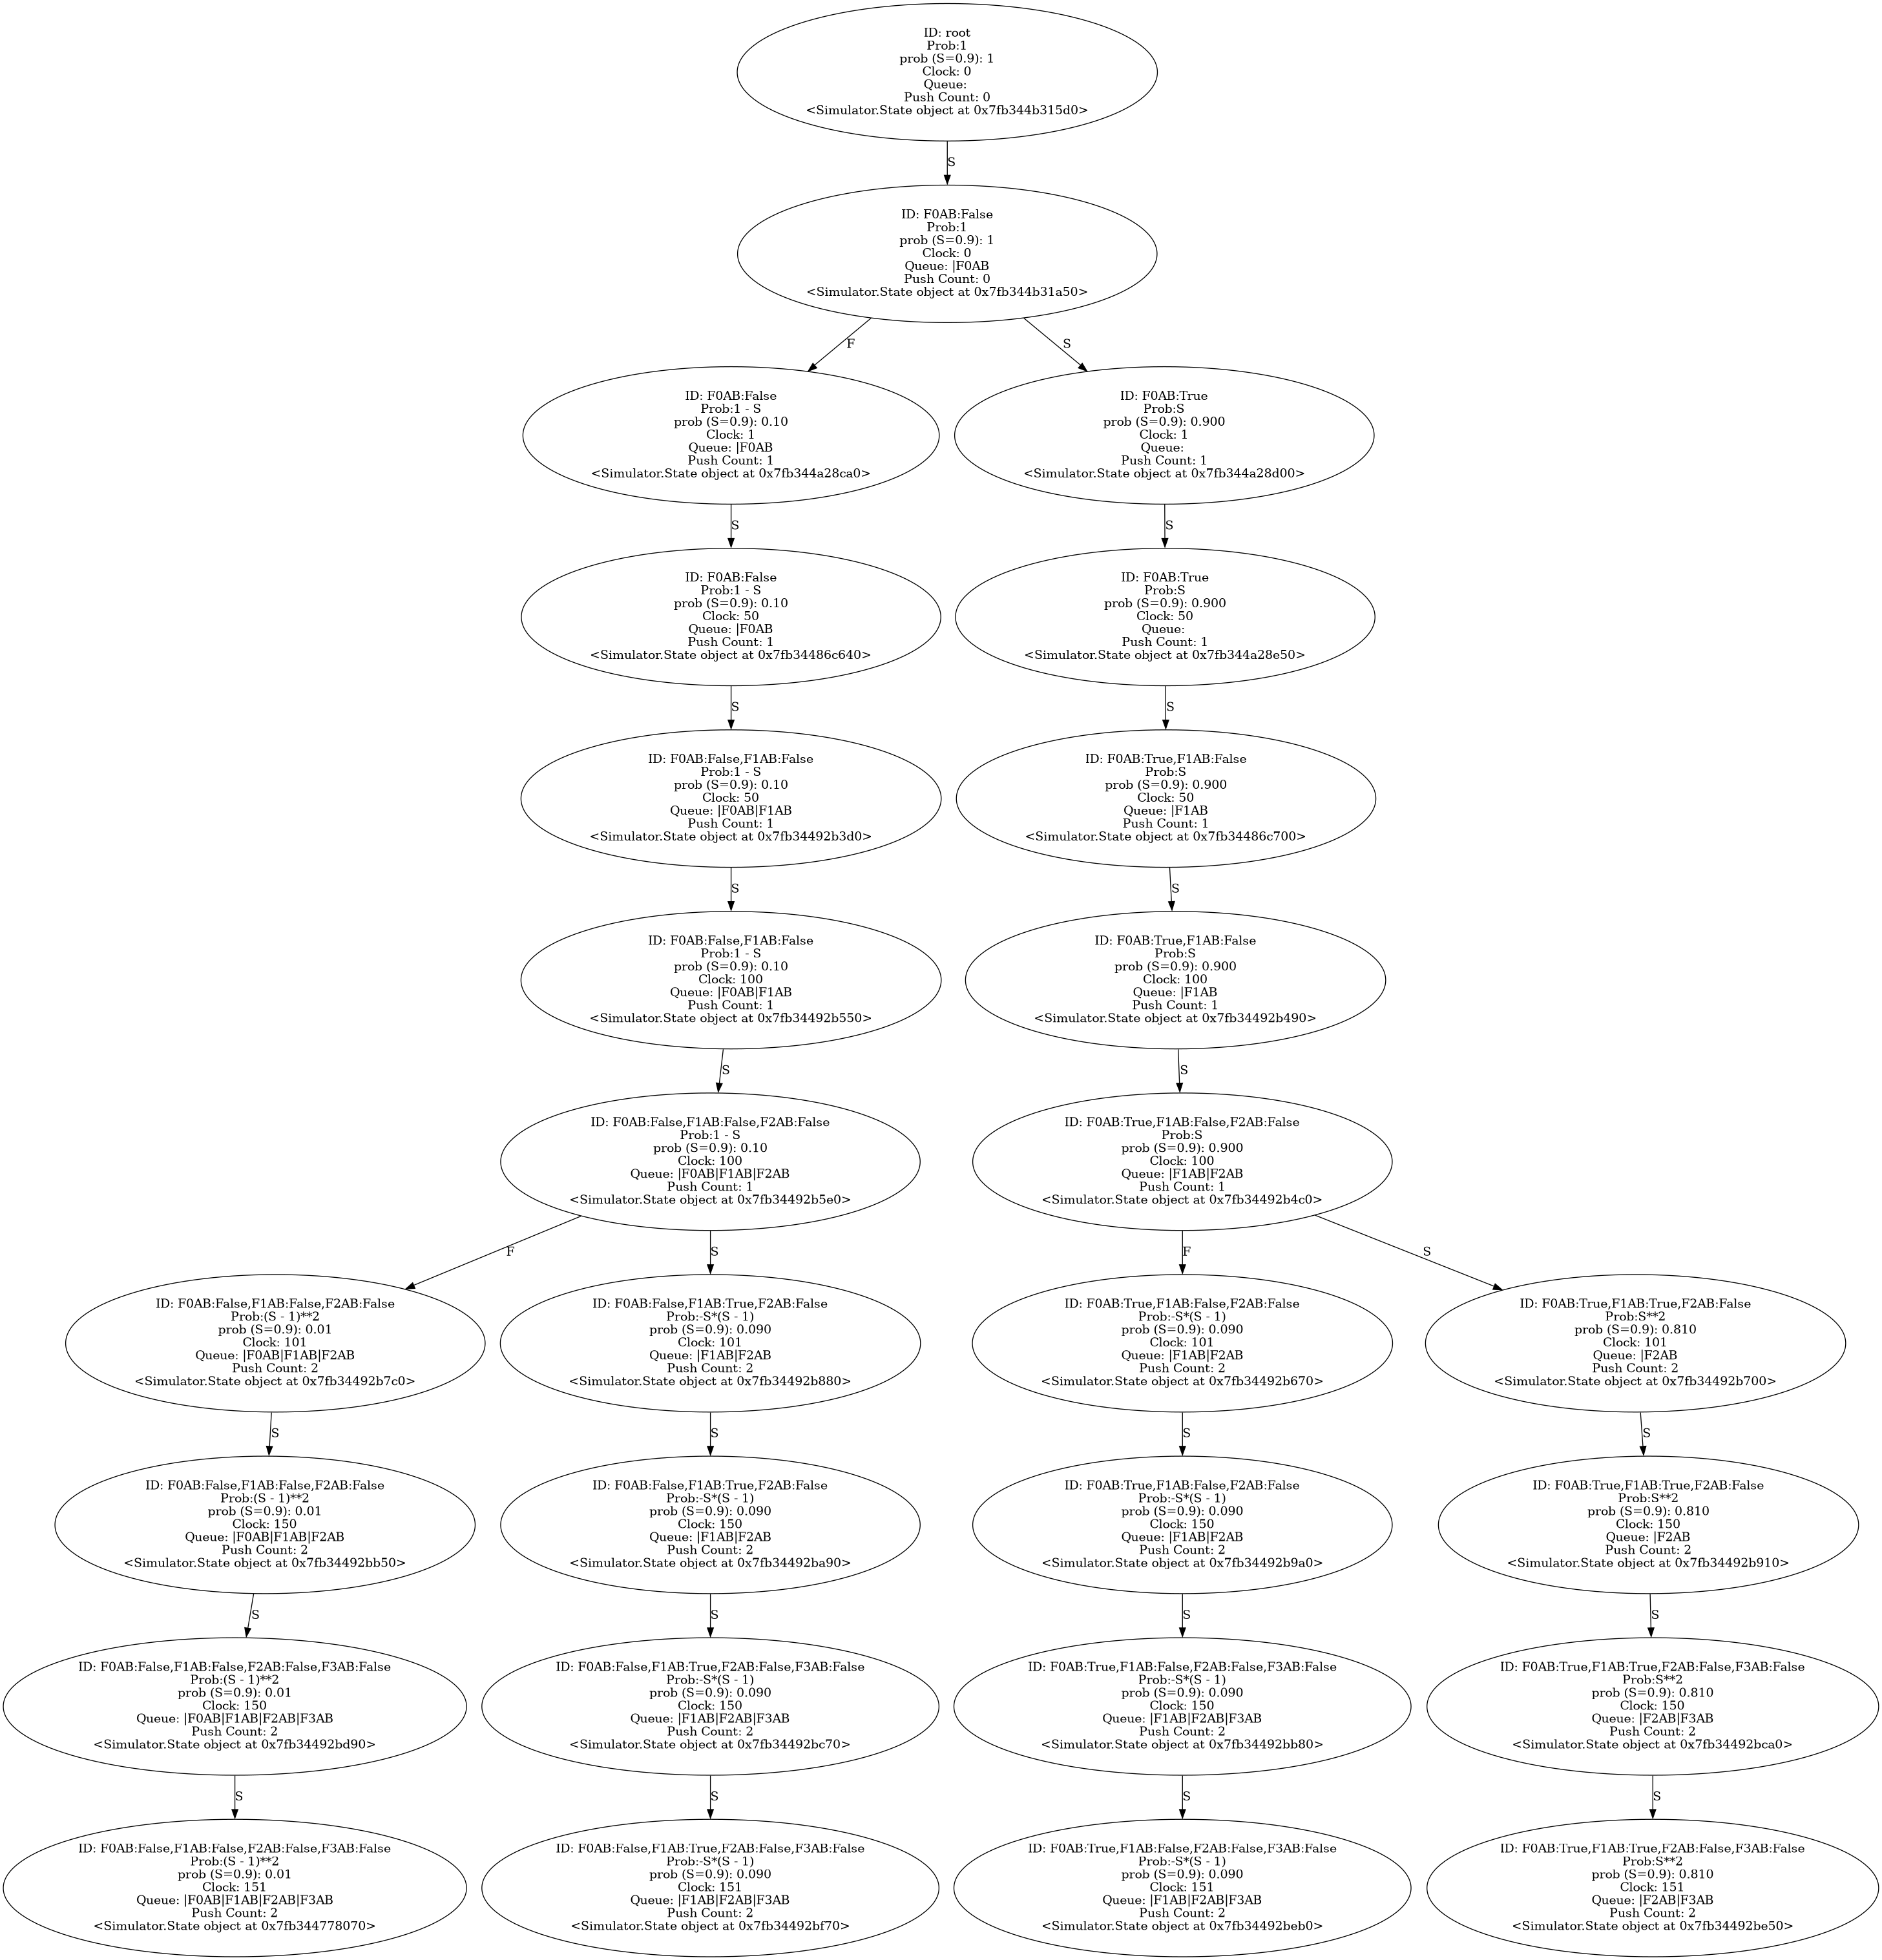 ID: root
Prob:1
prob (S=0.9): 1
Clock: 0
Queue:
Push Count: 0
<Simulator.State object at 0x7fb344b315d0>
S
ID: F0AB:False
Prob:1
prob (S=0.9): 1
Clock: 0
Queue: |F0AB
Push Count: 0
<Simulator.State object at 0x7fb344b31a50>
F
S
ID: F0AB:False
Prob:1 - S
prob (S=0.9): 0.10
Clock: 1
Queue: |F0AB
Push Count: 1
<Simulator.State object at 0x7fb344a28ca0>
ID: F0AB:True
Prob:S
prob (S=0.9): 0.900
Clock: 1
Queue:
Push Count: 1
<Simulator.State object at 0x7fb344a28d00>
S
S
ID: F0AB:False
Prob:1 - S
prob (S=0.9): 0.10
Clock: 50
Queue: |F0AB
Push Count: 1
<Simulator.State object at 0x7fb34486c640>
ID: F0AB:True
Prob:S
prob (S=0.9): 0.900
Clock: 50
Queue:
Push Count: 1
<Simulator.State object at 0x7fb344a28e50>
S
S
ID: F0AB:False,F1AB:False
Prob:1 - S
prob (S=0.9): 0.10
Clock: 50
Queue: |F0AB|F1AB
Push Count: 1
<Simulator.State object at 0x7fb34492b3d0>
ID: F0AB:True,F1AB:False
Prob:S
prob (S=0.9): 0.900
Clock: 50
Queue: |F1AB
Push Count: 1
<Simulator.State object at 0x7fb34486c700>
S
S
ID: F0AB:False,F1AB:False
Prob:1 - S
prob (S=0.9): 0.10
Clock: 100
Queue: |F0AB|F1AB
Push Count: 1
<Simulator.State object at 0x7fb34492b550>
ID: F0AB:True,F1AB:False
Prob:S
prob (S=0.9): 0.900
Clock: 100
Queue: |F1AB
Push Count: 1
<Simulator.State object at 0x7fb34492b490>
S
S
ID: F0AB:False,F1AB:False,F2AB:False
Prob:1 - S
prob (S=0.9): 0.10
Clock: 100
Queue: |F0AB|F1AB|F2AB
Push Count: 1
<Simulator.State object at 0x7fb34492b5e0>
ID: F0AB:True,F1AB:False,F2AB:False
Prob:S
prob (S=0.9): 0.900
Clock: 100
Queue: |F1AB|F2AB
Push Count: 1
<Simulator.State object at 0x7fb34492b4c0>
F
S
F
S
ID: F0AB:False,F1AB:False,F2AB:False
Prob:(S - 1)**2
prob (S=0.9): 0.01
Clock: 101
Queue: |F0AB|F1AB|F2AB
Push Count: 2
<Simulator.State object at 0x7fb34492b7c0>
ID: F0AB:False,F1AB:True,F2AB:False
Prob:-S*(S - 1)
prob (S=0.9): 0.090
Clock: 101
Queue: |F1AB|F2AB
Push Count: 2
<Simulator.State object at 0x7fb34492b880>
ID: F0AB:True,F1AB:False,F2AB:False
Prob:-S*(S - 1)
prob (S=0.9): 0.090
Clock: 101
Queue: |F1AB|F2AB
Push Count: 2
<Simulator.State object at 0x7fb34492b670>
ID: F0AB:True,F1AB:True,F2AB:False
Prob:S**2
prob (S=0.9): 0.810
Clock: 101
Queue: |F2AB
Push Count: 2
<Simulator.State object at 0x7fb34492b700>
S
S
S
S
ID: F0AB:False,F1AB:False,F2AB:False
Prob:(S - 1)**2
prob (S=0.9): 0.01
Clock: 150
Queue: |F0AB|F1AB|F2AB
Push Count: 2
<Simulator.State object at 0x7fb34492bb50>
ID: F0AB:False,F1AB:True,F2AB:False
Prob:-S*(S - 1)
prob (S=0.9): 0.090
Clock: 150
Queue: |F1AB|F2AB
Push Count: 2
<Simulator.State object at 0x7fb34492ba90>
ID: F0AB:True,F1AB:False,F2AB:False
Prob:-S*(S - 1)
prob (S=0.9): 0.090
Clock: 150
Queue: |F1AB|F2AB
Push Count: 2
<Simulator.State object at 0x7fb34492b9a0>
ID: F0AB:True,F1AB:True,F2AB:False
Prob:S**2
prob (S=0.9): 0.810
Clock: 150
Queue: |F2AB
Push Count: 2
<Simulator.State object at 0x7fb34492b910>
S
S
S
S
ID: F0AB:False,F1AB:False,F2AB:False,F3AB:False
Prob:(S - 1)**2
prob (S=0.9): 0.01
Clock: 150
Queue: |F0AB|F1AB|F2AB|F3AB
Push Count: 2
<Simulator.State object at 0x7fb34492bd90>
ID: F0AB:False,F1AB:True,F2AB:False,F3AB:False
Prob:-S*(S - 1)
prob (S=0.9): 0.090
Clock: 150
Queue: |F1AB|F2AB|F3AB
Push Count: 2
<Simulator.State object at 0x7fb34492bc70>
ID: F0AB:True,F1AB:False,F2AB:False,F3AB:False
Prob:-S*(S - 1)
prob (S=0.9): 0.090
Clock: 150
Queue: |F1AB|F2AB|F3AB
Push Count: 2
<Simulator.State object at 0x7fb34492bb80>
ID: F0AB:True,F1AB:True,F2AB:False,F3AB:False
Prob:S**2
prob (S=0.9): 0.810
Clock: 150
Queue: |F2AB|F3AB
Push Count: 2
<Simulator.State object at 0x7fb34492bca0>
S
S
S
S
ID: F0AB:False,F1AB:False,F2AB:False,F3AB:False
Prob:(S - 1)**2
prob (S=0.9): 0.01
Clock: 151
Queue: |F0AB|F1AB|F2AB|F3AB
Push Count: 2
<Simulator.State object at 0x7fb344778070>
ID: F0AB:False,F1AB:True,F2AB:False,F3AB:False
Prob:-S*(S - 1)
prob (S=0.9): 0.090
Clock: 151
Queue: |F1AB|F2AB|F3AB
Push Count: 2
<Simulator.State object at 0x7fb34492bf70>
ID: F0AB:True,F1AB:False,F2AB:False,F3AB:False
Prob:-S*(S - 1)
prob (S=0.9): 0.090
Clock: 151
Queue: |F1AB|F2AB|F3AB
Push Count: 2
<Simulator.State object at 0x7fb34492beb0>
ID: F0AB:True,F1AB:True,F2AB:False,F3AB:False
Prob:S**2
prob (S=0.9): 0.810
Clock: 151
Queue: |F2AB|F3AB
Push Count: 2
<Simulator.State object at 0x7fb34492be50>